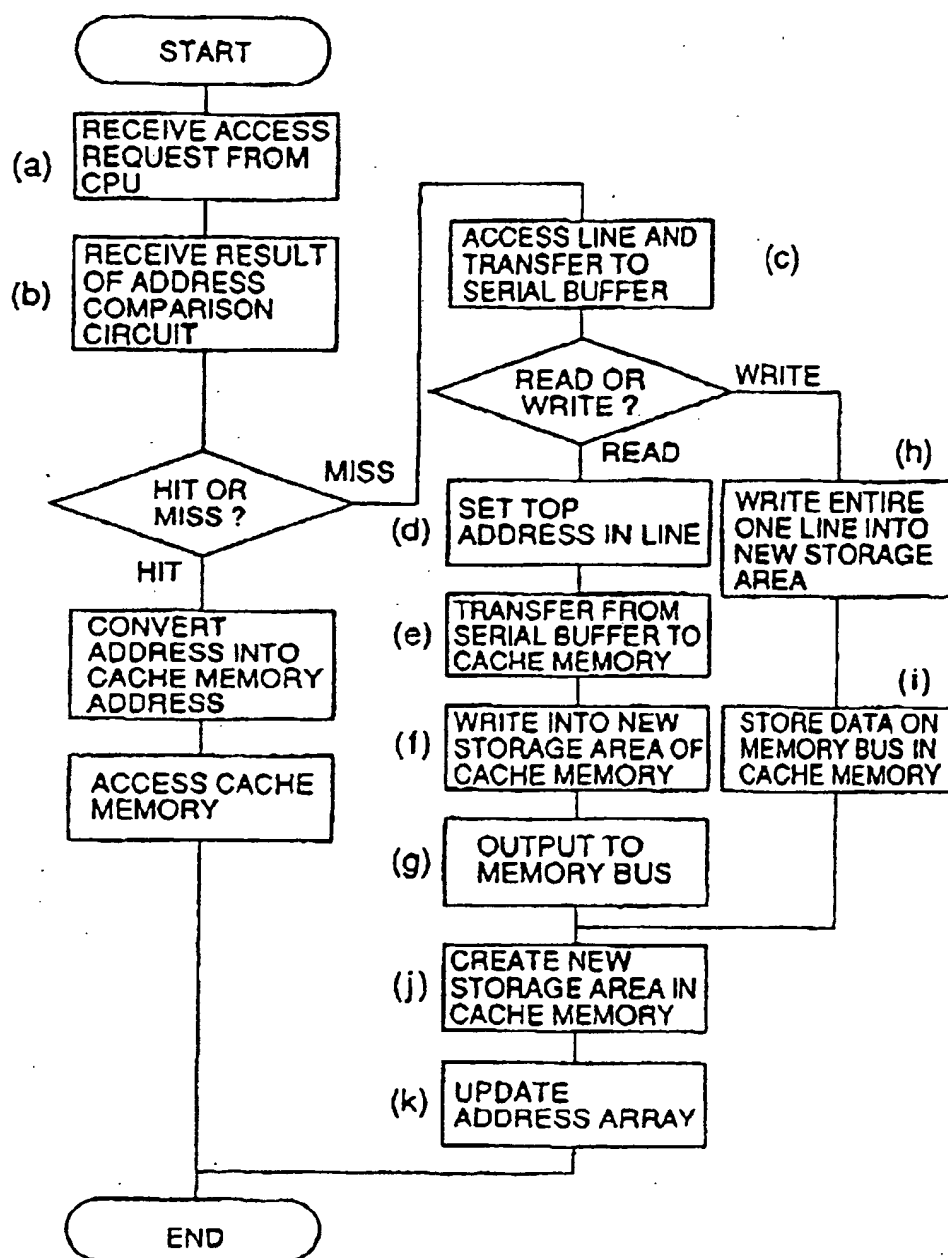 START
(a)
RECEIVE ACCESS
REQUEST FROM
CPU
(b)
RECEIVE RESULT
OF ADDRESS
COMPARISON
CIRCUIT
HIT OR
MISS ?
MISS
HIT
CONVERT
ADDRESS INTO
CACHE MEMORY
ADDRESS
ACCESS CACHE
MEMORY
(c)
ACCESS LINE AND
TRANSFER TO
SERIAL BUFFER
READ OR
WRITE ?
WRITE
READ
(d)
SET TOP
ADDRESS IN LINE
(e)
TRANSFER FROM
SERIAL BUFFER TO
CACHE MEMORY
(f)
WRITE INTO NEW
STORAGE AREA OF
CACHE MEMORY
(g)
OUTPUT TO
MEMORY BUS
(h)
WRITE ENTIRE
ONE LINE INTO
NEW STORAGE
AREA
(i)
STORE DATA ON
MEMORY BUS IN
CACHE MEMORY
(j)
CREATE NEW
STORAGE AREA IN
CACHE MEMORY
(k)
UPDATE
ADDRESS ARRAY
END